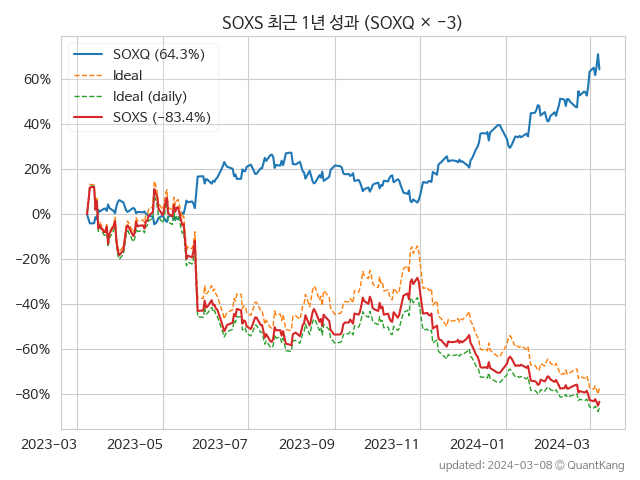 SOXS 최근 1년 성과 (SOXQ × −3)
SOXQ (64.3%)
Ideal
Ideal (daily)
SOXS (−83.4%)
60%
40%
20%
0%
−20%
−40%
−60%
−80%
2023-03 2023-05 2023-07 2023-09 2023-11 2024-01 2024-03
updated: 2024-03-08 © QuantKang